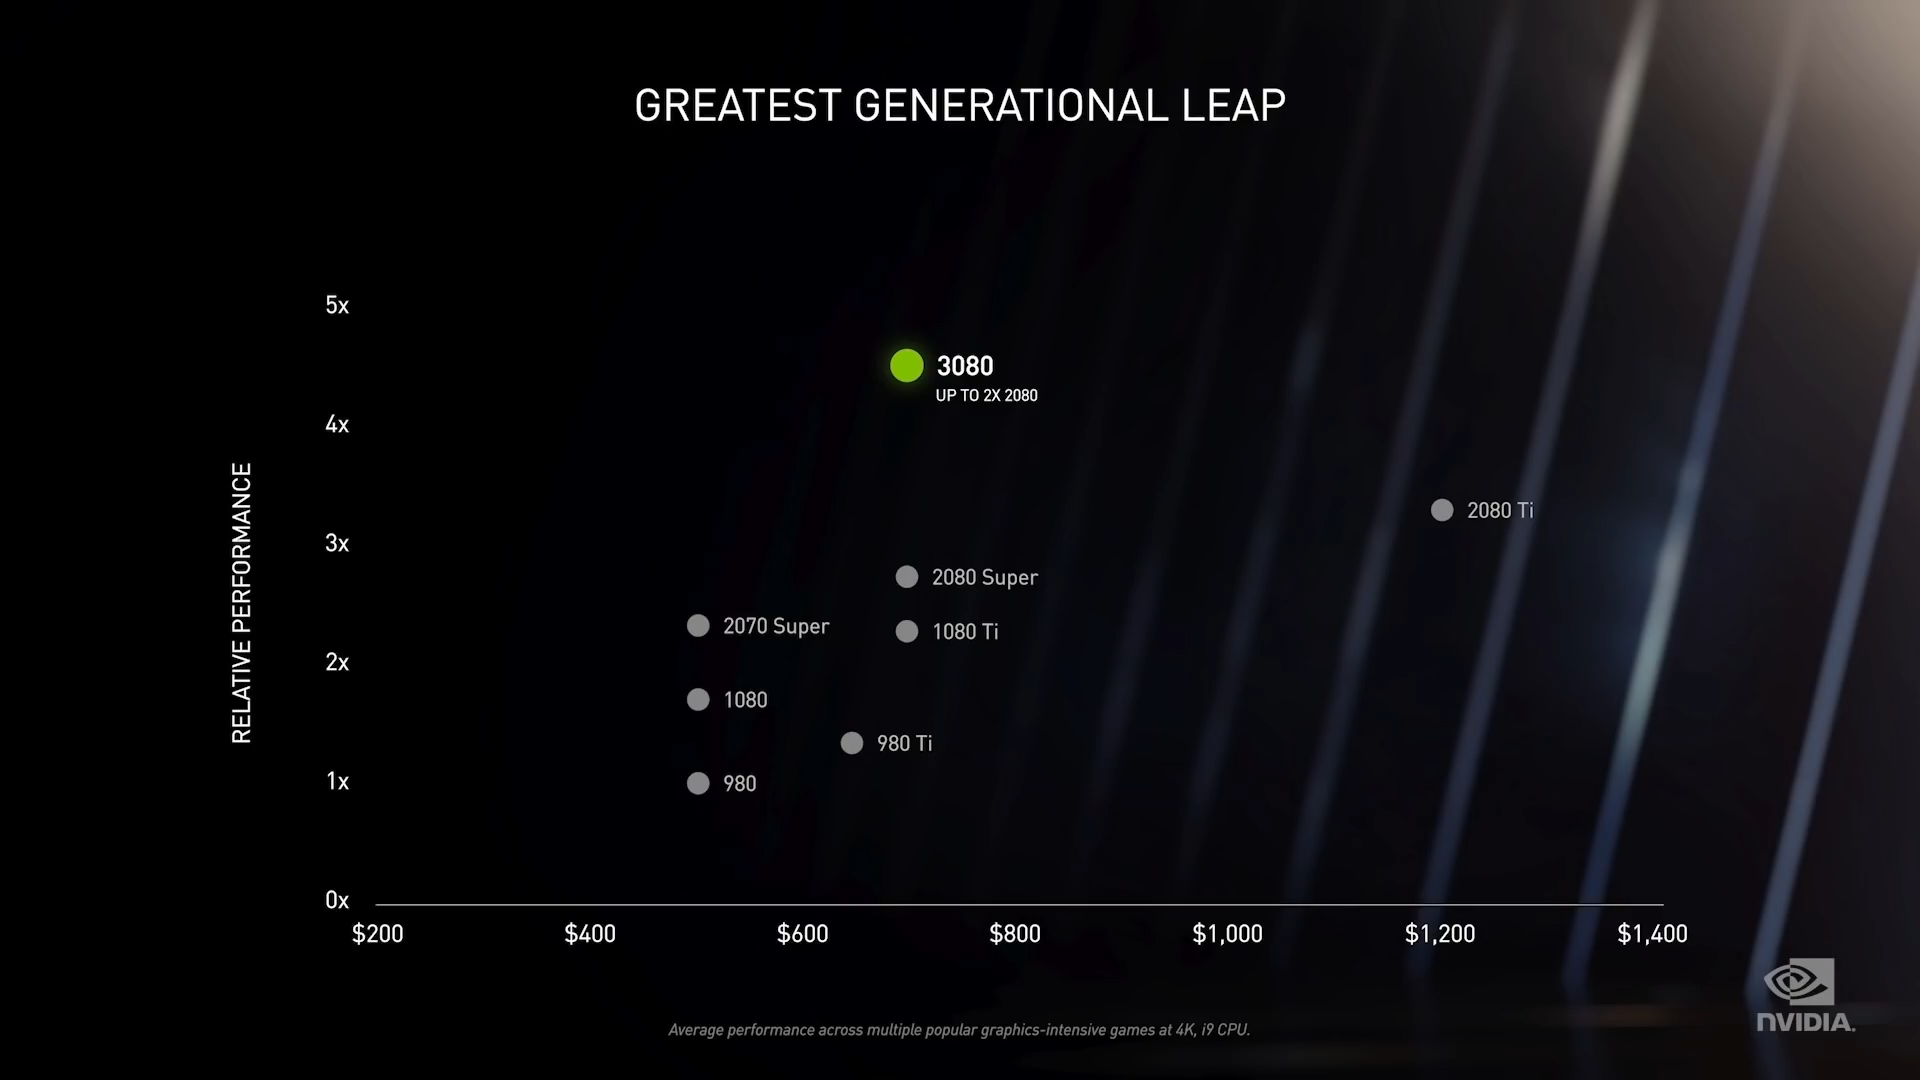 GREATEST GENERATIONAL LEAP
RELATIVE PERFORMANCE
5x
4x
3x
2x
1x
0x
3080
UP TO 2X 2080
2080 Ti
2080 Super
2070 Super
1080 Ti
1080
980 Ti
980
$200 $400 $600 $800 $1,000 $1,200 $1,400
Average performance across multiple popular graphics-intensive games at 4K, i9 CPU.
NVIDIA.